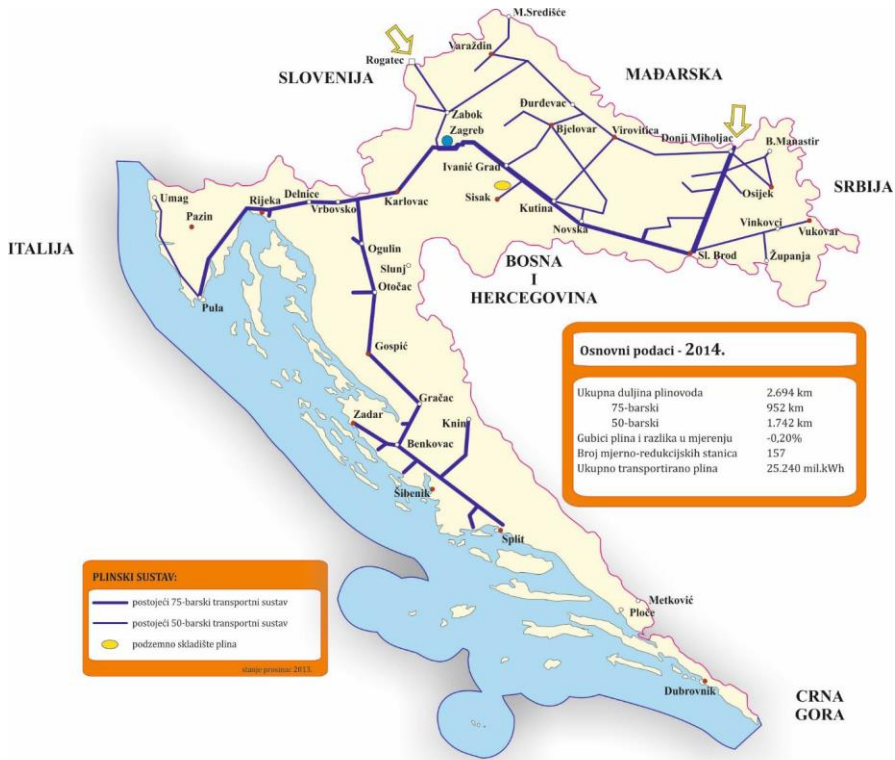 M.Središće
Varaždin
Rogatec
SLOVENIJA
MAĐARSKA
Đurđevac
Zabok
Zagreb
Bjelovar
Virovitica
Donji Miholjac
B.Manastir
Ivanić Grad
Sisak
Kutina
Novska
Osijek
SRBIJA
Vinkovci
Vukovar
Županja
Sl. Brod
Umag
Pazin
Rijeka
Delnice
Vrbovsko
Karlovac
ITALIJA
Ogulin
Slunj
Otočac
BOSNA
I
HERCEGOVINA
Pula
Gospić
Gračac
Zadar
Knin
Benkovac
Šibenik
Split
Metković
Ploče
Dubrovnik
CRNA
GORA
Osnovni podaci - 2014.
Ukupna duljina plinovoda 2.694 km
75-barski 952 km
50-barski 1.742 km
Gubici plina i razlika u mjerenju -0,20%
Broj mjerno-redukcijskih stanica 157
Ukupno transportirano plina 25.240 mil.kWh
PLINSKI SUSTAV:
postojeći 75-barski transportni sustav
postojeći 50-barski transportni sustav
podzemno skladište plina
stanje prosinac 2013.